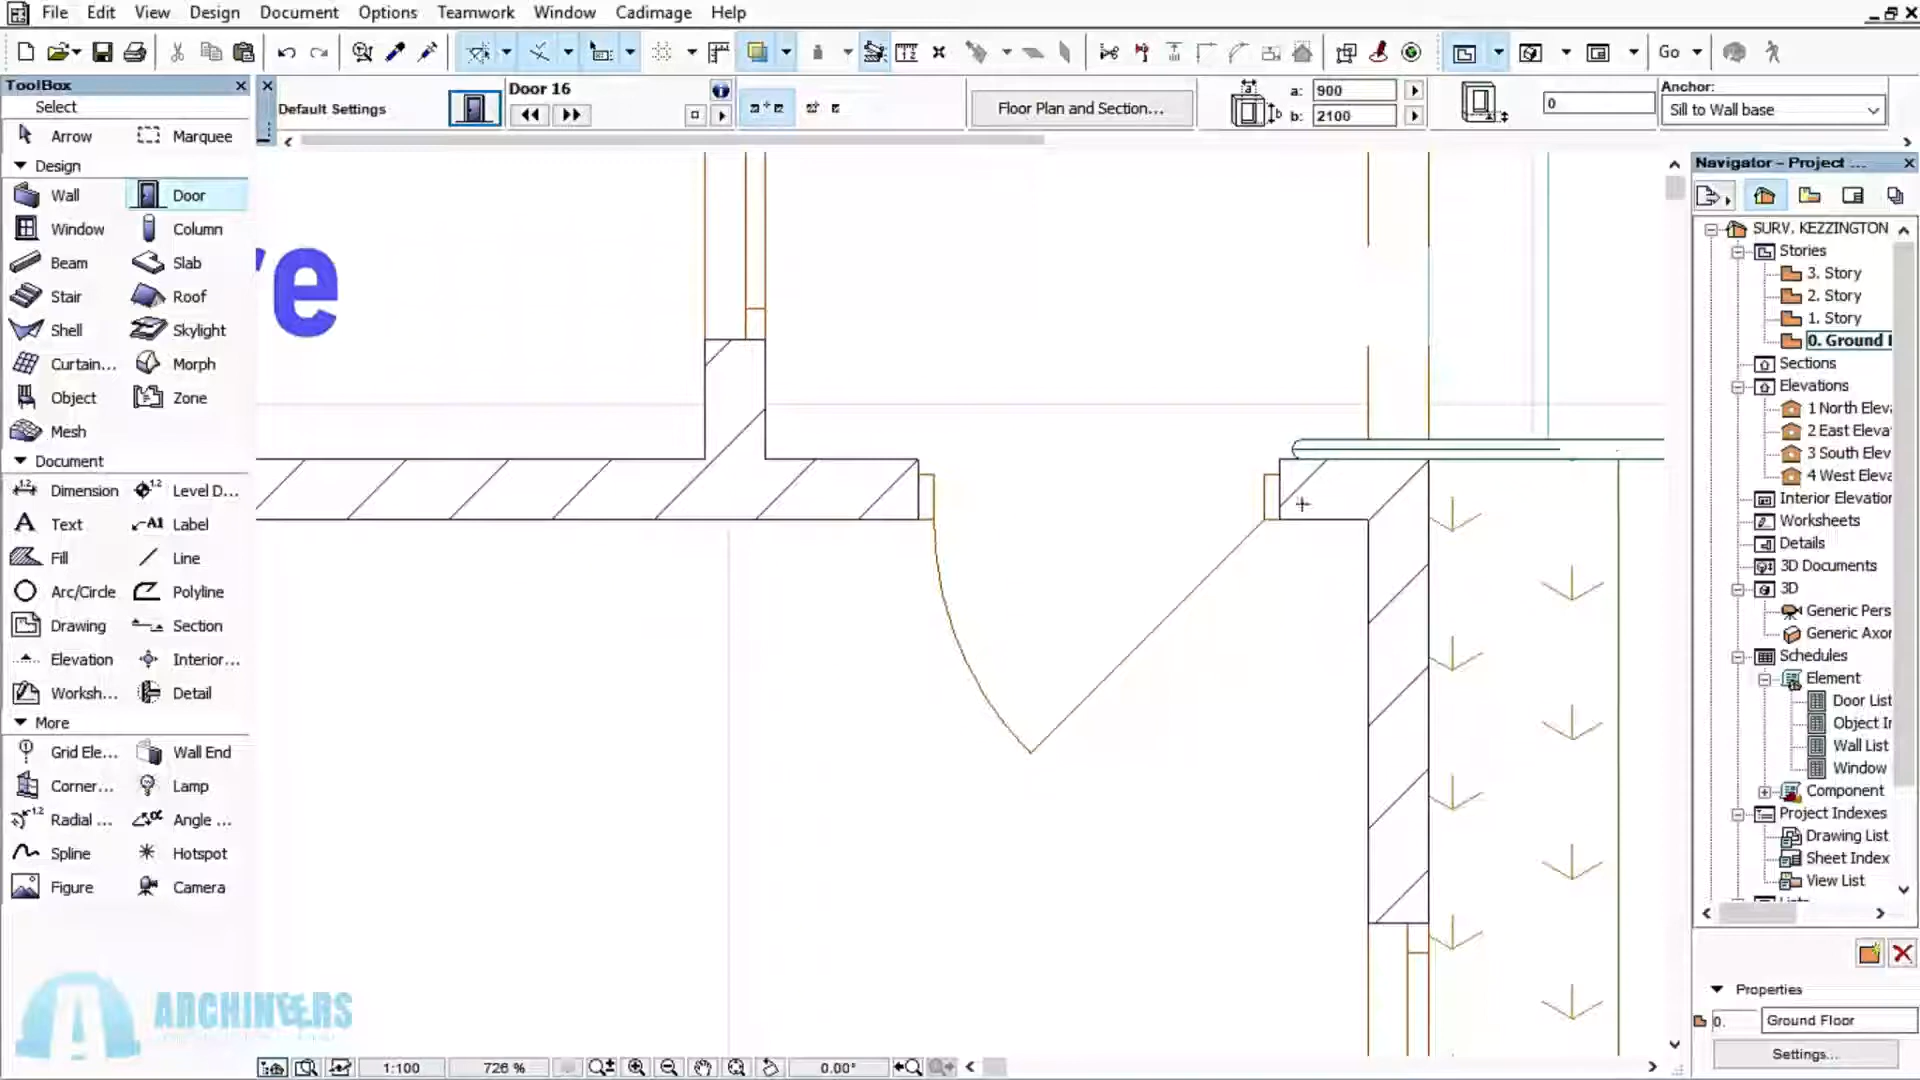 File Edit View Design Document Options Teamwork Window Cadimage Help
Go
ToolBox
Select
Arrow Marquee
Design
Wall Door
Window Column
Beam Slab
Stair Roof
Shell Skylight
Curtain... Morph
Object Zone
Mesh
Document
Dimension Level D...
Text Label
Fill Line
Arc/Circle Polyline
Drawing Section
Elevation Interior...
Worksh... Detail
More
Grid Ele... Wall End
Corner... Lamp
Radial ... Angle ...
Spline Hotspot
Figure Camera
Default Settings
Door 16
Floor Plan and Section...
a: 900
b: 2100
0
Anchor:
Sill to Wall base
e
Navigator - Project ...
SURV. KEZZINGTON
Stories
3. Story
2. Story
1. Story
0. Ground
Sections
Elevations
1 North Elev
2 East Eleva
3 South Elev
4 West Eleva
Interior Elevation
Worksheets
Details
3D Documents
3D
Generic Pers
Generic Axor
Schedules
Element
Door List
Object Ir
Wall List
Window
Component
Project Indexes
Drawing List
Sheet Index
View List
Properties
0. Ground Floor
Settings...
1:100 726 % 0.00°
ARCHINEERS